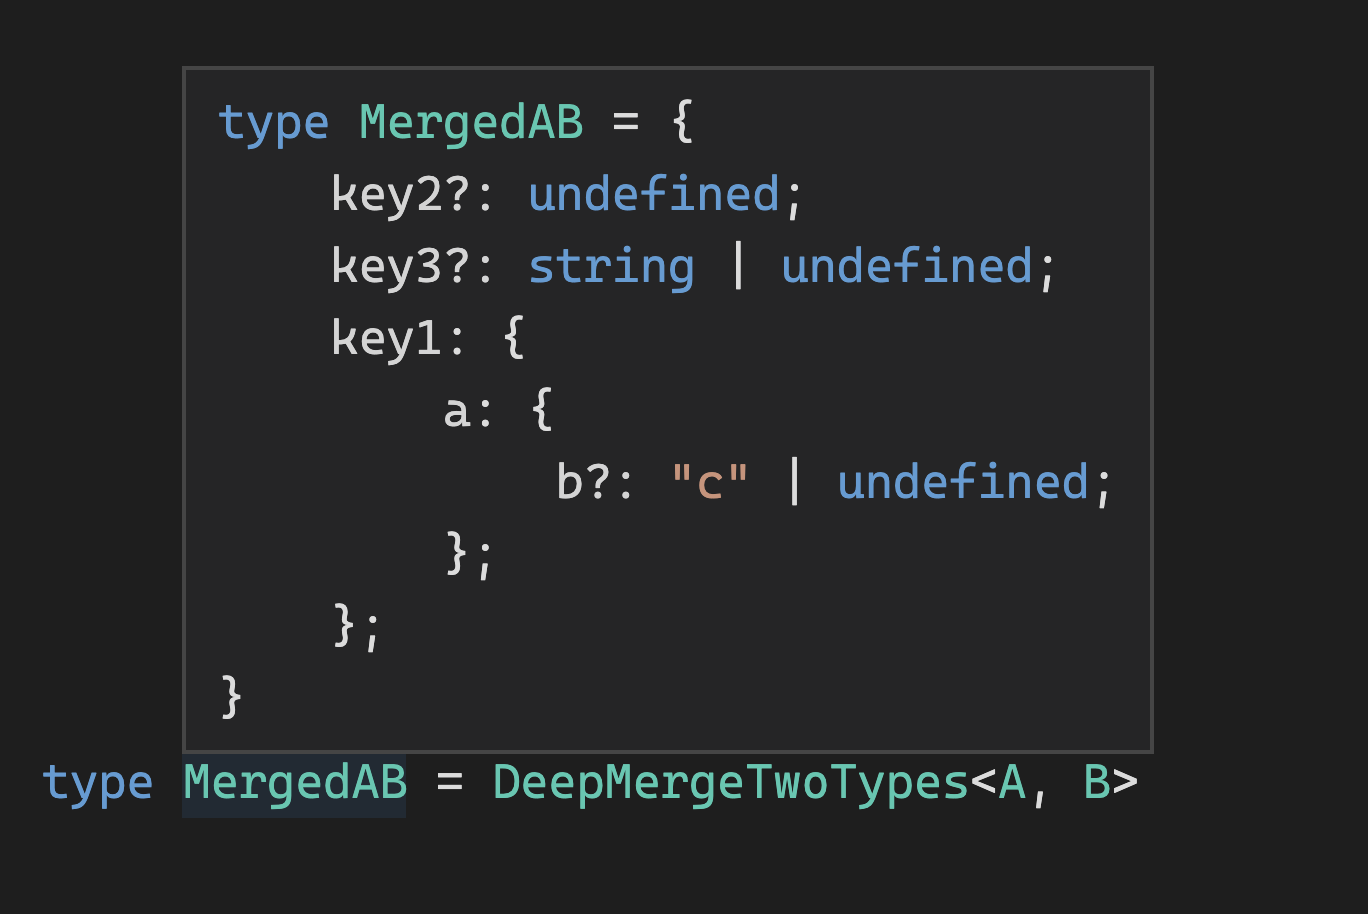 type MergedAB = {
    key2?: undefined;
    key3?: string | undefined;
    key1: {
        a: {
            b?: "c" | undefined;
        };
    };
}
type MergedAB = DeepMergeTwoTypes<A, B>